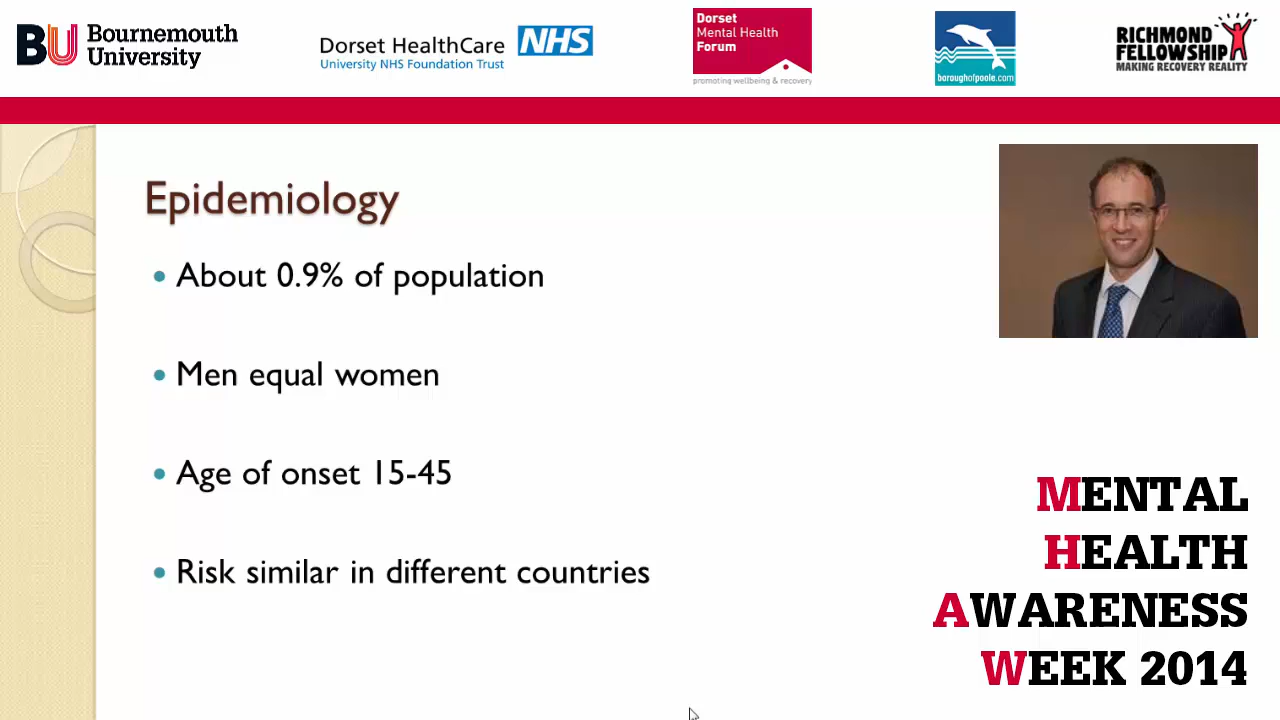 BU Bournemouth
University
Dorset HealthCare NHS
University NHS Foundation Trust
Dorset
Mental Health
Forum
promoting wellbeing & recovery
boroughofpoole.com
RICHMOND
FELLOWSHIP
MAKING RECOVERY REALITY
Epidemiology
• About 0.9% of population
• Men equal women
• Age of onset 15-45
• Risk similar in different countries
MENTAL
HEALTH
AWARENESS
WEEK 2014